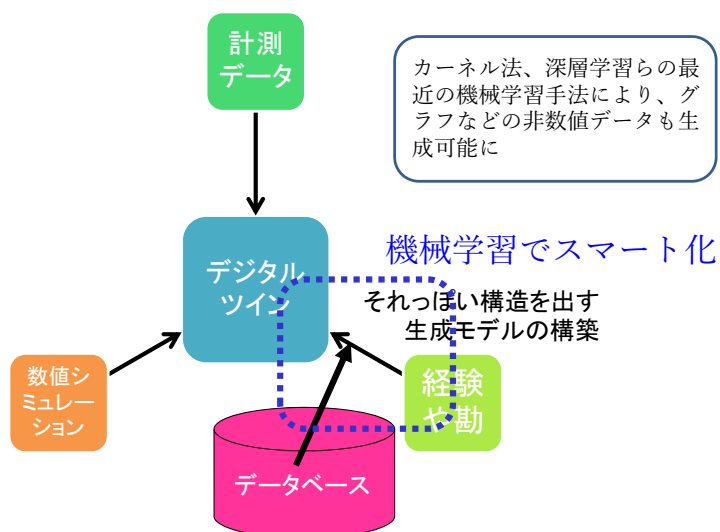 計測
データ
カーネル法、深層学習らの最
近の機械学習手法により、グ
ラフなどの非数値データも生
成可能に
機械学習でスマート化
デジタル
ツイン
それっぽい構造を出す
生成モデルの構築
数値シ
ミュレー
ション
経験
や勘
データベース